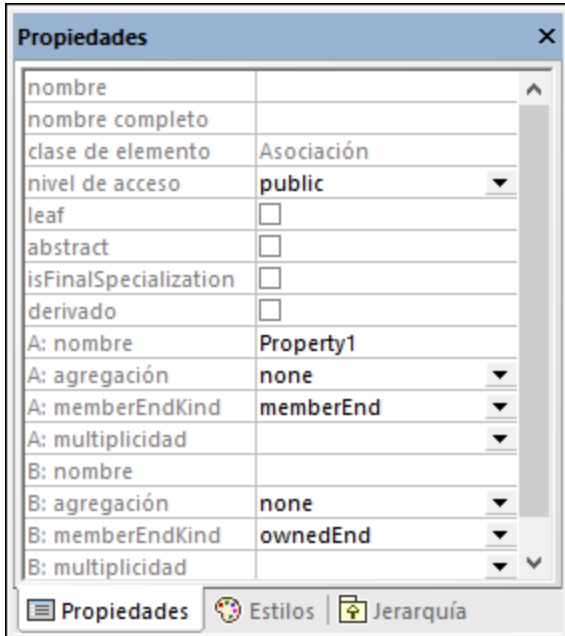 Propiedades
nombre
nombre completo
clase de elemento Asociación
nivel de acceso public
leaf
abstract
isFinalSpecialization
derivado
A: nombre Property1
A: agregación none
A: memberEndKind memberEnd
A: multiplicidad
B: nombre
B: agregación none
B: memberEndKind ownedEnd
B: multiplicidad
Propiedades Estilos Jerarquía